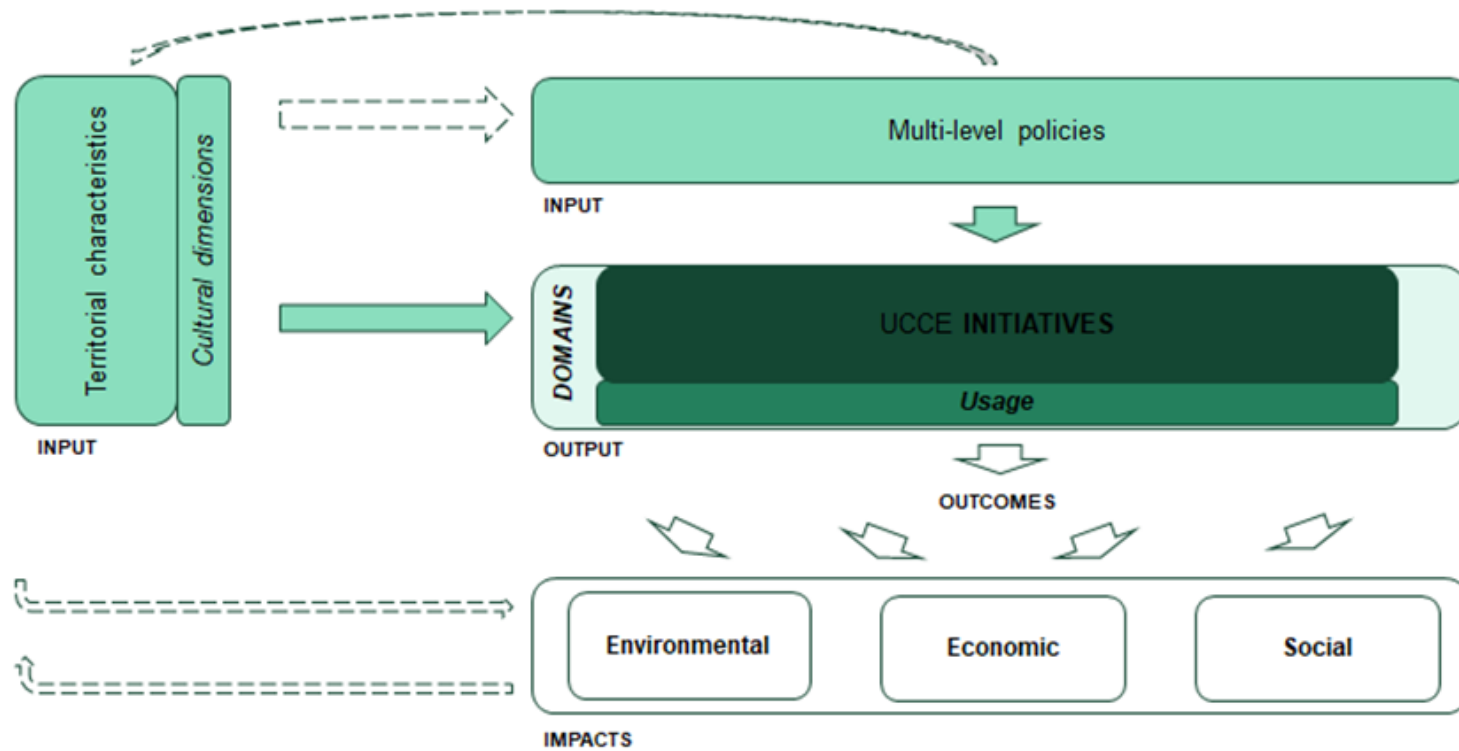 Territorial characteristics
Cultural dimensions
INPUT
Multi-level policies
INPUT
DOMAINS
UCCE INITIATIVES
Usage
OUTPUT
OUTCOMES
Environmental
Economic
Social
IMPACTS